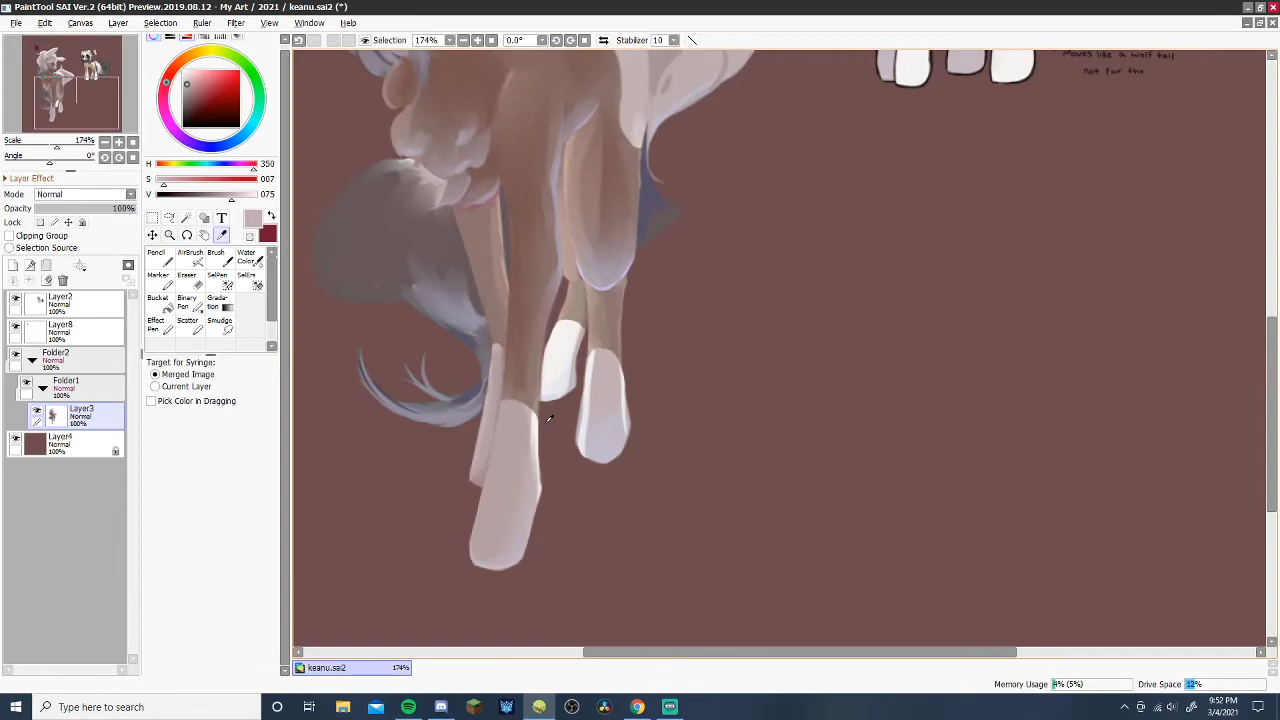 PaintTool SAI Ver.2 (64bit) Preview.2019.08.12 - My Art / 2021 / keanu.sai2 (*)
File Edit Canvas Layer Selection Ruler Filter View Window Help
Selection 174% 0.0° Stabilizer 10
moves like a wolf tail
not fur tho
Scale 174%
Angle 0°
H 350
S 007
V 075
Layer Effect
Mode Normal
Opacity 100%
Lock
Clipping Group
Selection Source
T
Pencil AirBrush Brush Water Color
Marker Eraser SelPen SelErs
Bucket Binary Pen Grada-tion
Effect Pen Scatter Smudge
Target for Syringe:
Merged Image
Current Layer
Pick Color in Dragging
Layer2
Normal
100%
Layer8
Normal
100%
Folder2
Normal
100%
Folder1
Normal
100%
Layer3
Normal
100%
Layer4
Normal
100%
keanu.sai2 174%
Memory Usage (5%) Drive Space
Type here to search
9:52 PM
3/4/2021